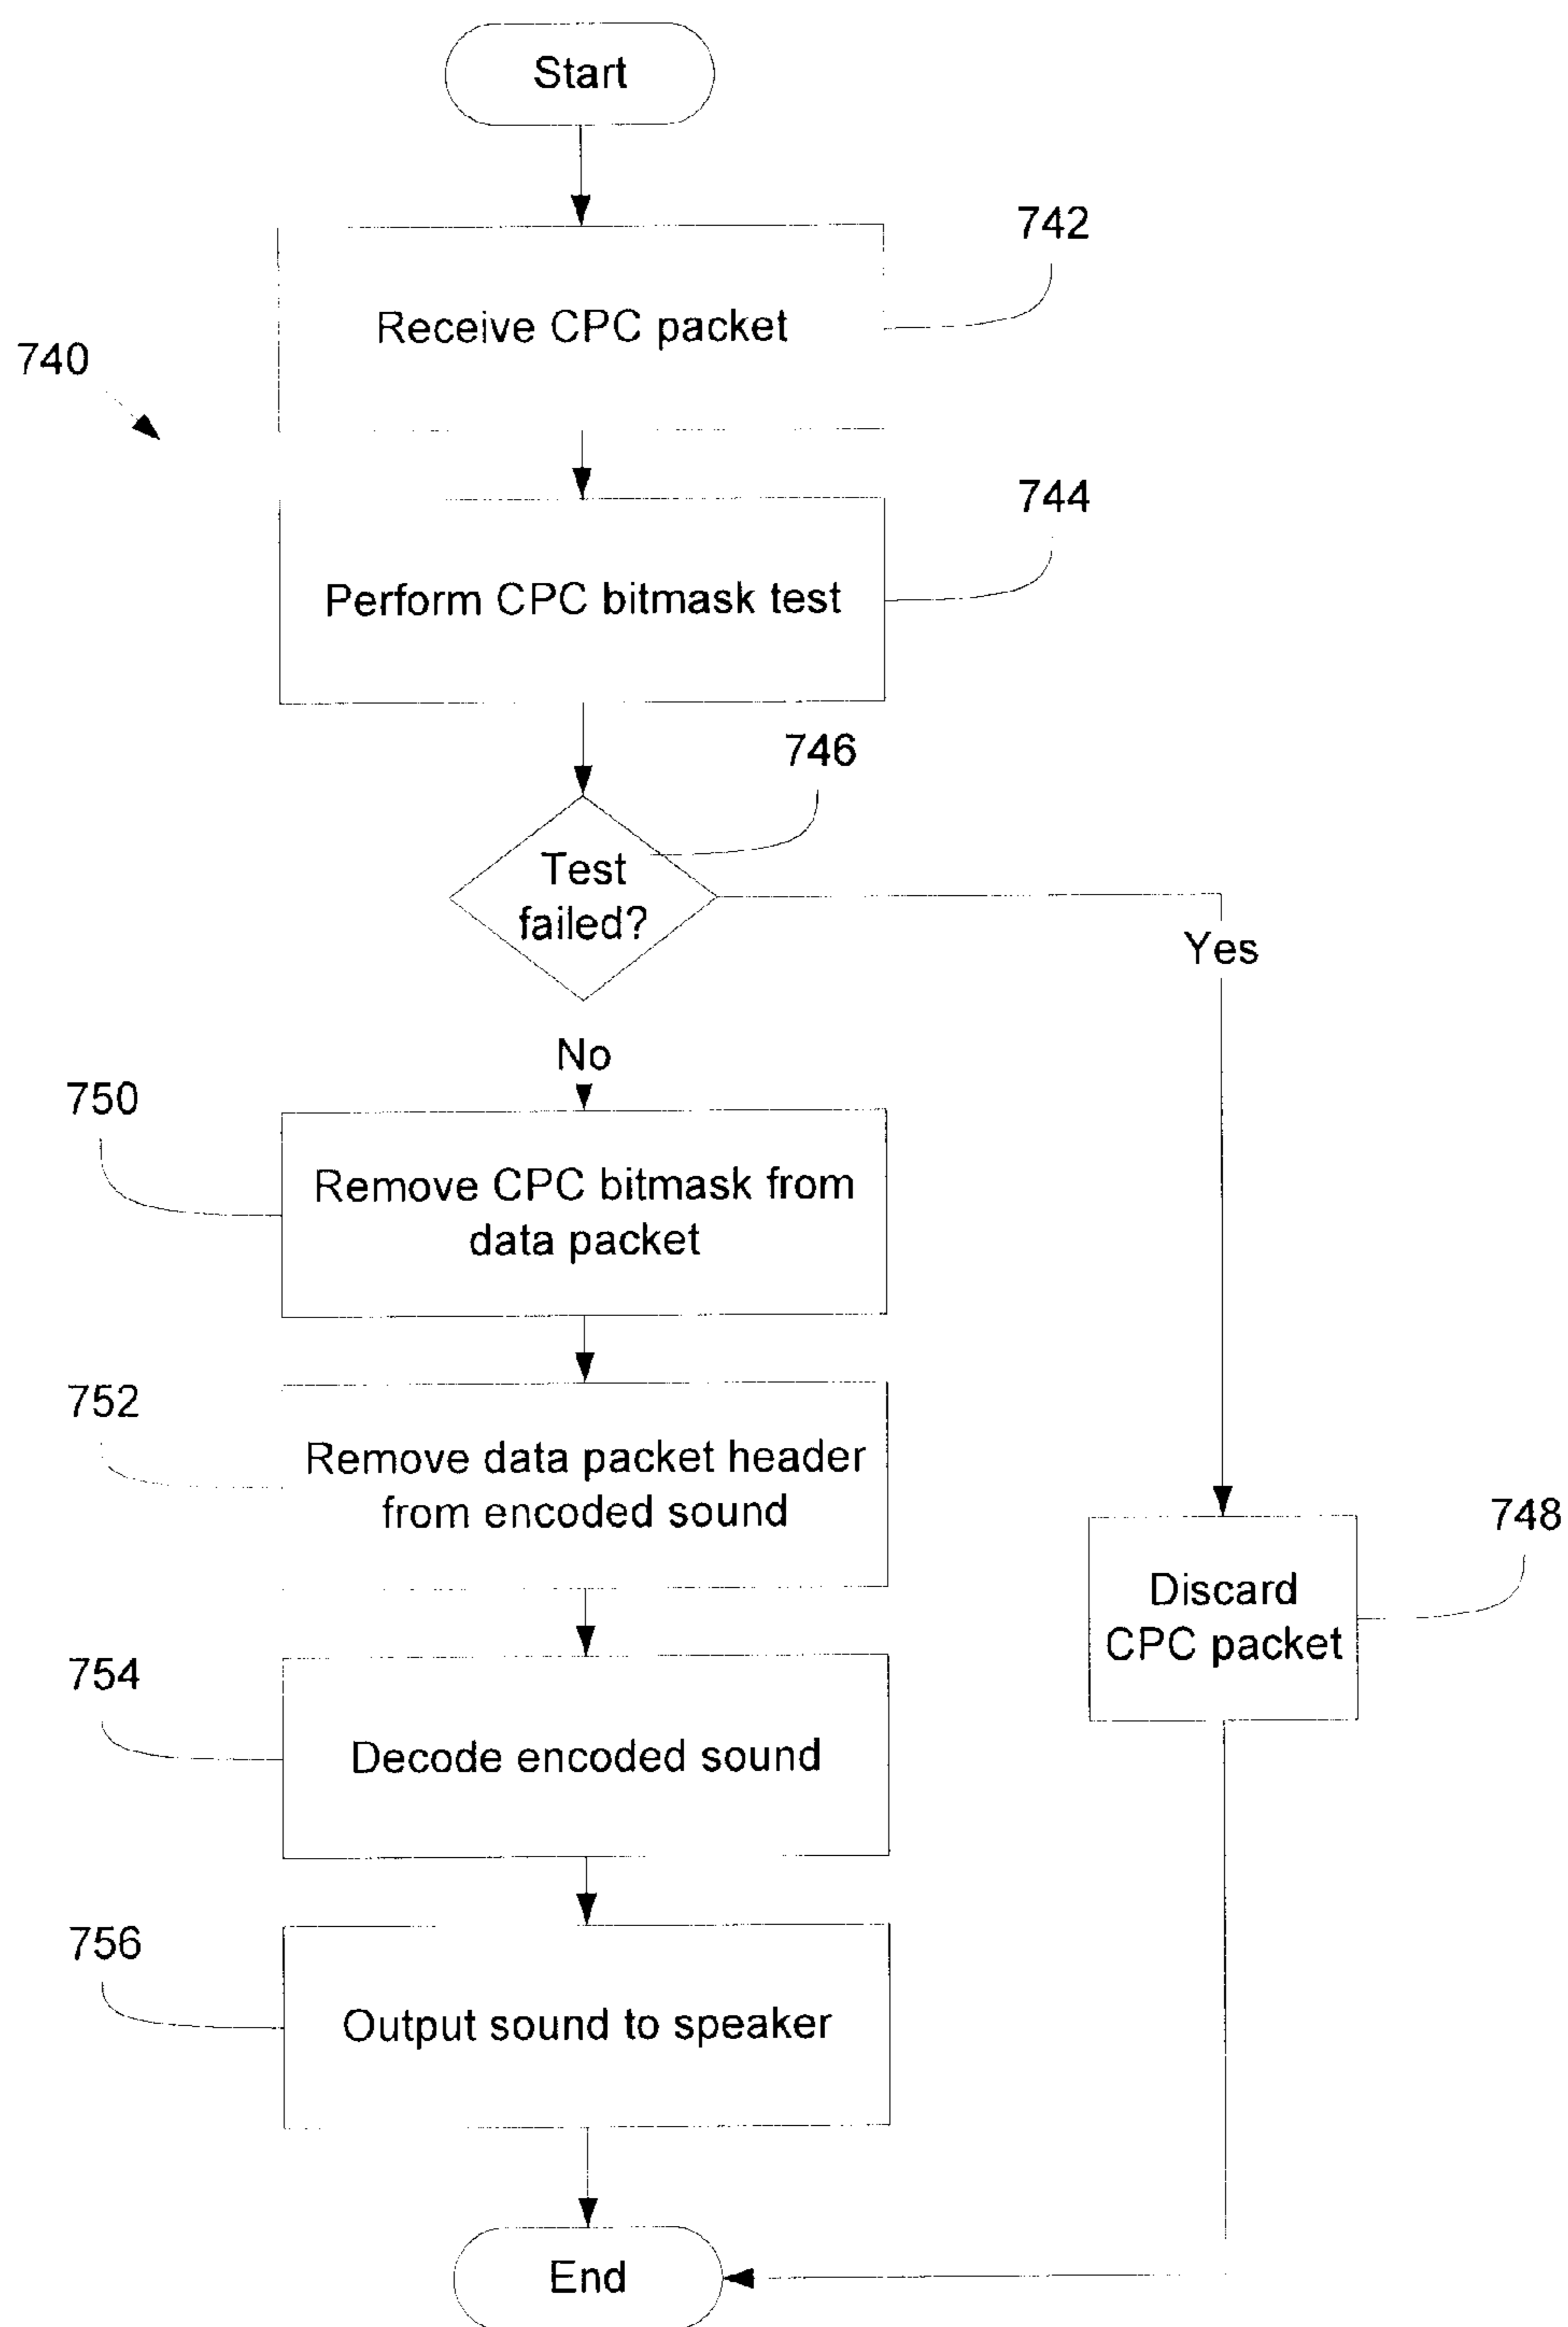 Start
742
Receive CPC packet
740
744
Perform CPC bitmask test
746
Test
failed?
Yes
No
750
Remove CPC bitmask from
data packet
752
Remove data packet header
from encoded sound
748
Discard
CPC packet
754
Decode encoded sound
756
Output sound to speaker
End